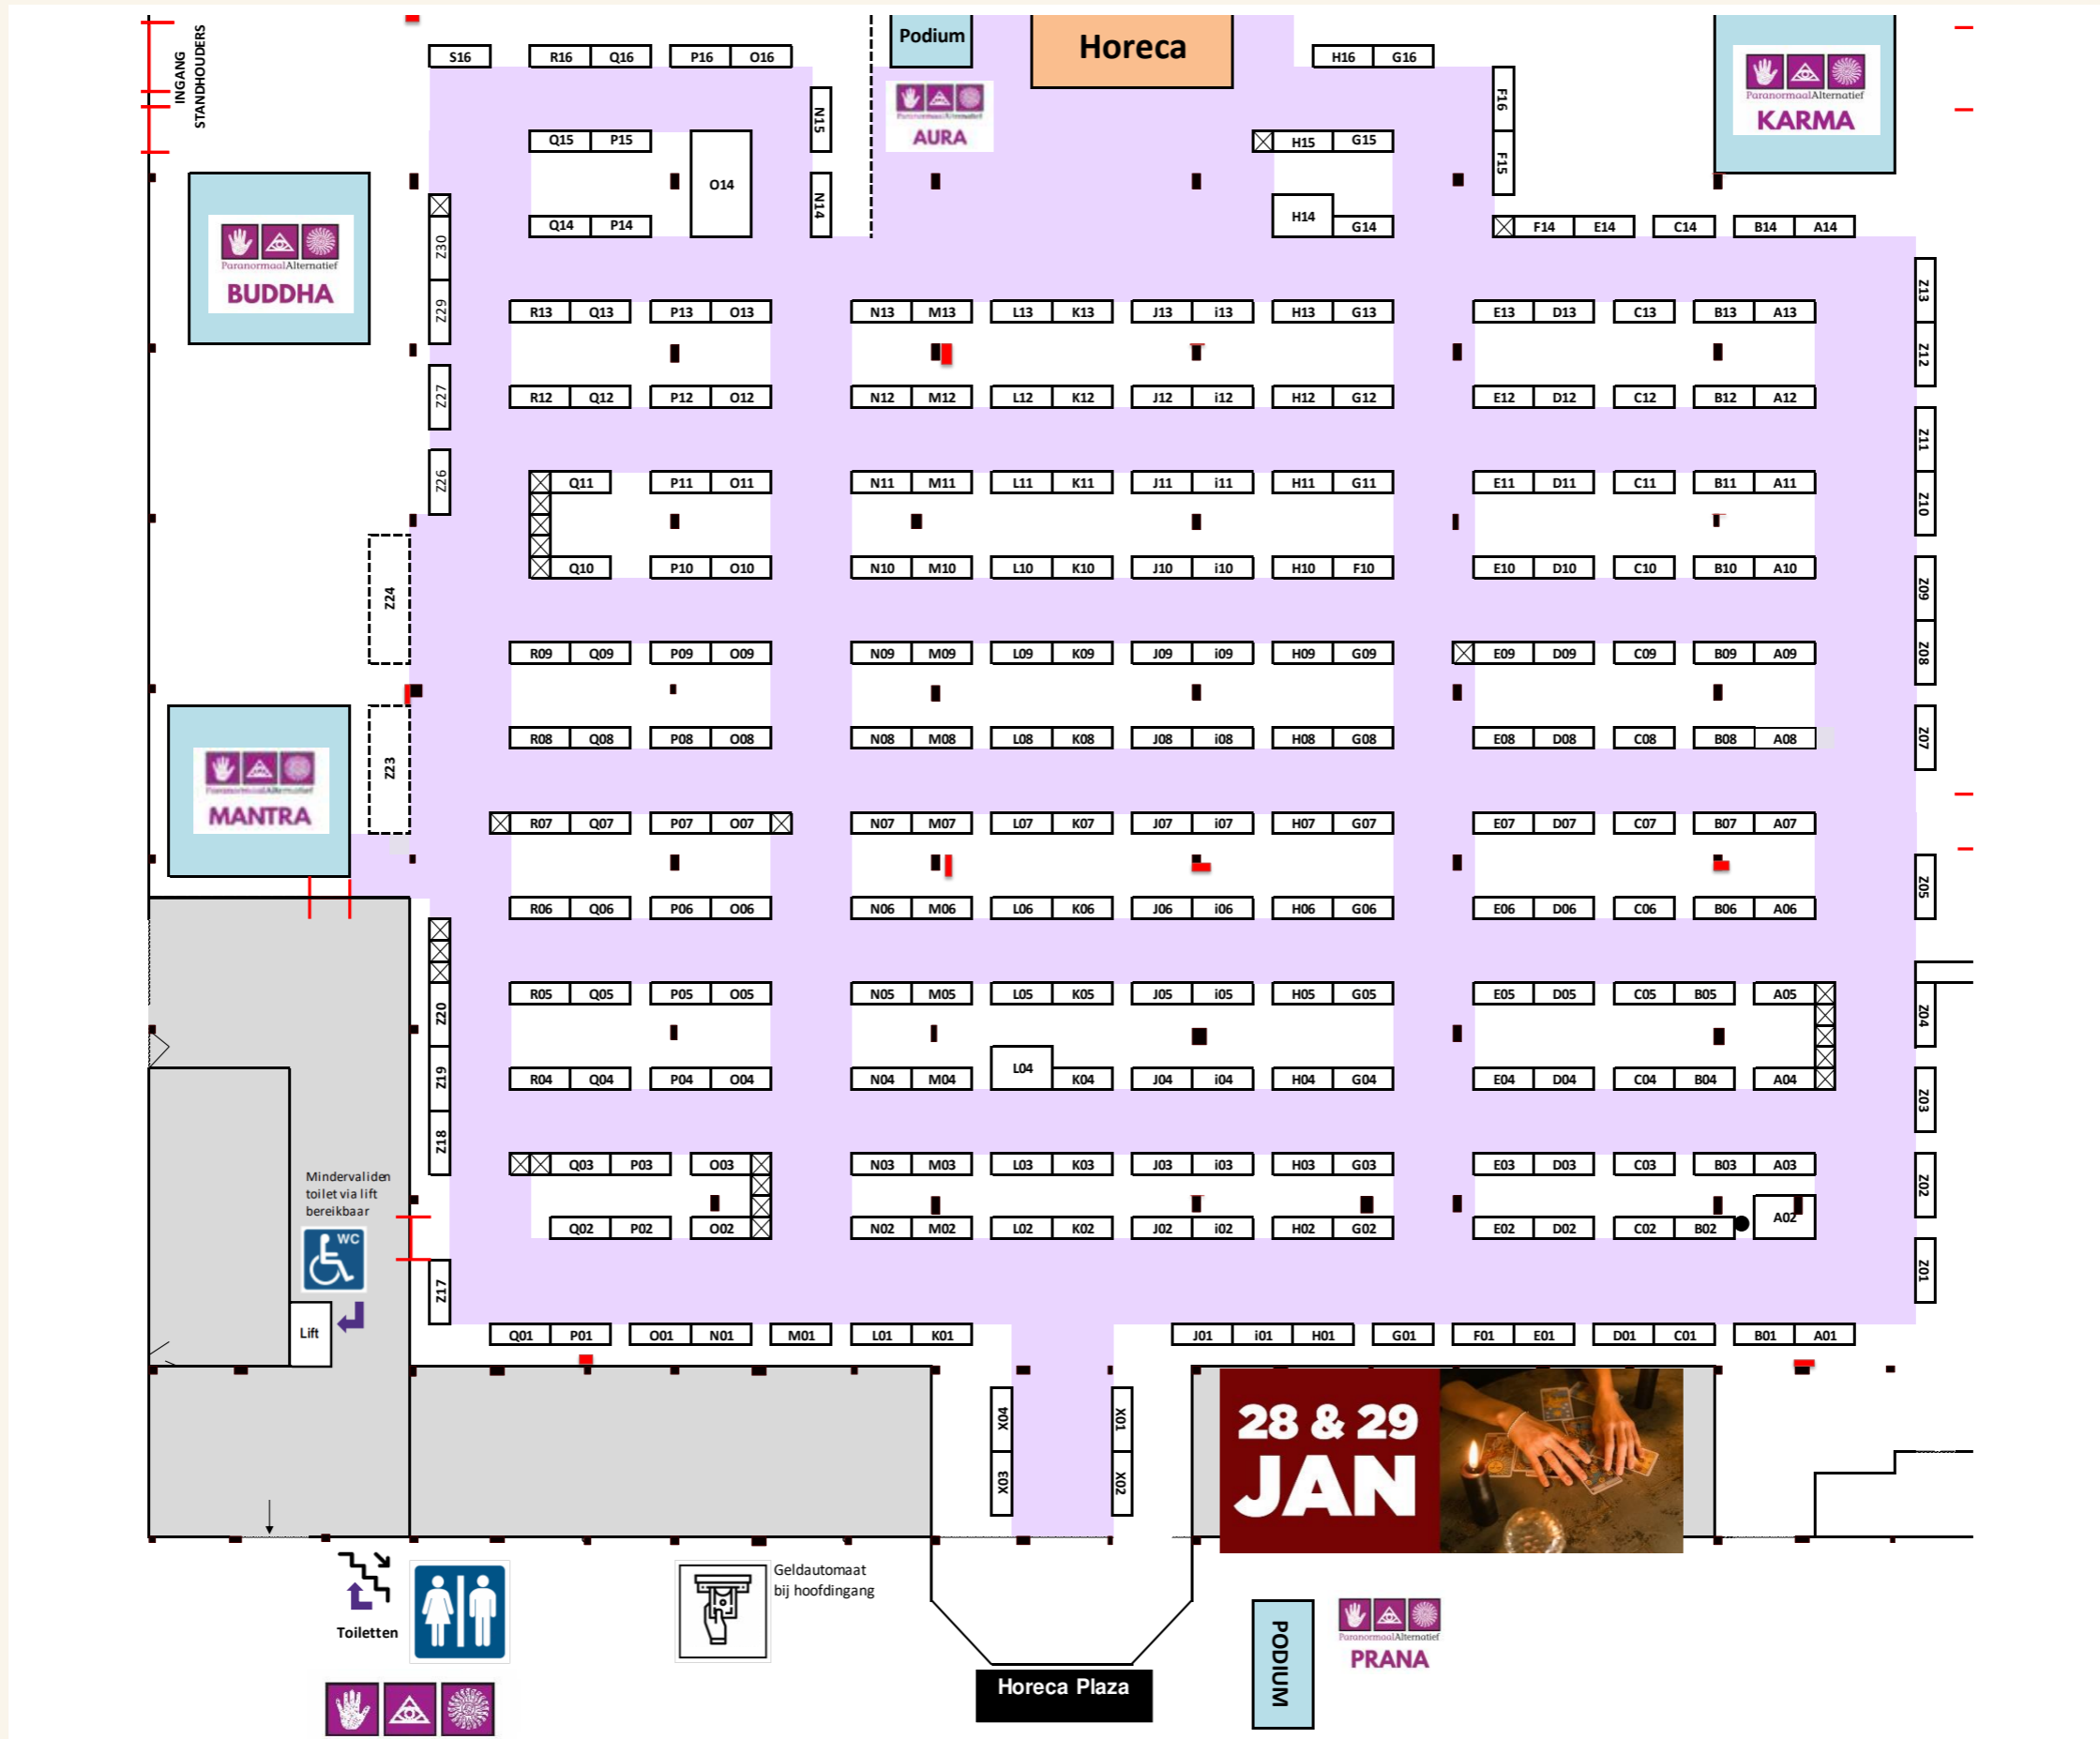 INGANG
STANDHOUDERS
Podium
Horeca
ParanormaalAlternatief
AURA
ParanormaalAlternatief
KARMA
S16 R16 Q16 P16 O16 H16 G16
F16
N15
Q15 P15 H15 G15
F15
O14
N14
Q14 P14 H14 G14 F14 E14 C14 B14 A14
ParanormaalAlternatief
BUDDHA
Z30
Z29
Z13
R13 Q13 P13 O13 N13 M13 L13 K13 J13 i13 H13 G13 E13 D13 C13 B13 A13
Z12
Z27
R12 Q12 P12 O12 N12 M12 L12 K12 J12 i12 H12 G12 E12 D12 C12 B12 A12
Z11
Z26
Q11 P11 O11 N11 M11 L11 K11 J11 i11 H11 G11 E11 D11 C11 B11 A11
Z10
Q10 P10 O10 N10 M10 L10 K10 J10 i10 H10 F10 E10 D10 C10 B10 A10
Z24
Z09
R09 Q09 P09 O09 N09 M09 L09 K09 J09 i09 H09 G09 E09 D09 C09 B09 A09
Z08
R08 Q08 P08 O08 N08 M08 L08 K08 J08 i08 H08 G08 E08 D08 C08 B08 A08
Z07
Z23
ParanormaalAlternatief
MANTRA
R07 Q07 P07 O07 N07 M07 L07 K07 J07 i07 H07 G07 E07 D07 C07 B07 A07
Z05
R06 Q06 P06 O06 N06 M06 L06 K06 J06 i06 H06 G06 E06 D06 C06 B06 A06
R05 Q05 P05 O05 N05 M05 L05 K05 J05 i05 H05 G05 E05 D05 C05 B05 A05
Z20
Z04
L04
R04 Q04 P04 O04 N04 M04 K04 J04 i04 H04 G04 E04 D04 C04 B04 A04
Z19
Z03
Z18
Q03 P03 O03 N03 M03 L03 K03 J03 i03 H03 G03 E03 D03 C03 B03 A03
Z02
Mindervaliden
toilet via lift
bereikbaar
WC
Q02 P02 O02 N02 M02 L02 K02 J02 i02 H02 G02 E02 D02 C02 B02 A02
Z17
Z01
Lift
Q01 P01 O01 N01 M01 L01 K01 J01 i01 H01 G01 F01 E01 D01 C01 B01 A01
X04
X01
X03
X02
28 & 29
JAN
Geldautomaat
bij hoofdingang
Toiletten
PODIUM
ParanormaalAlternatief
PRANA
Horeca Plaza